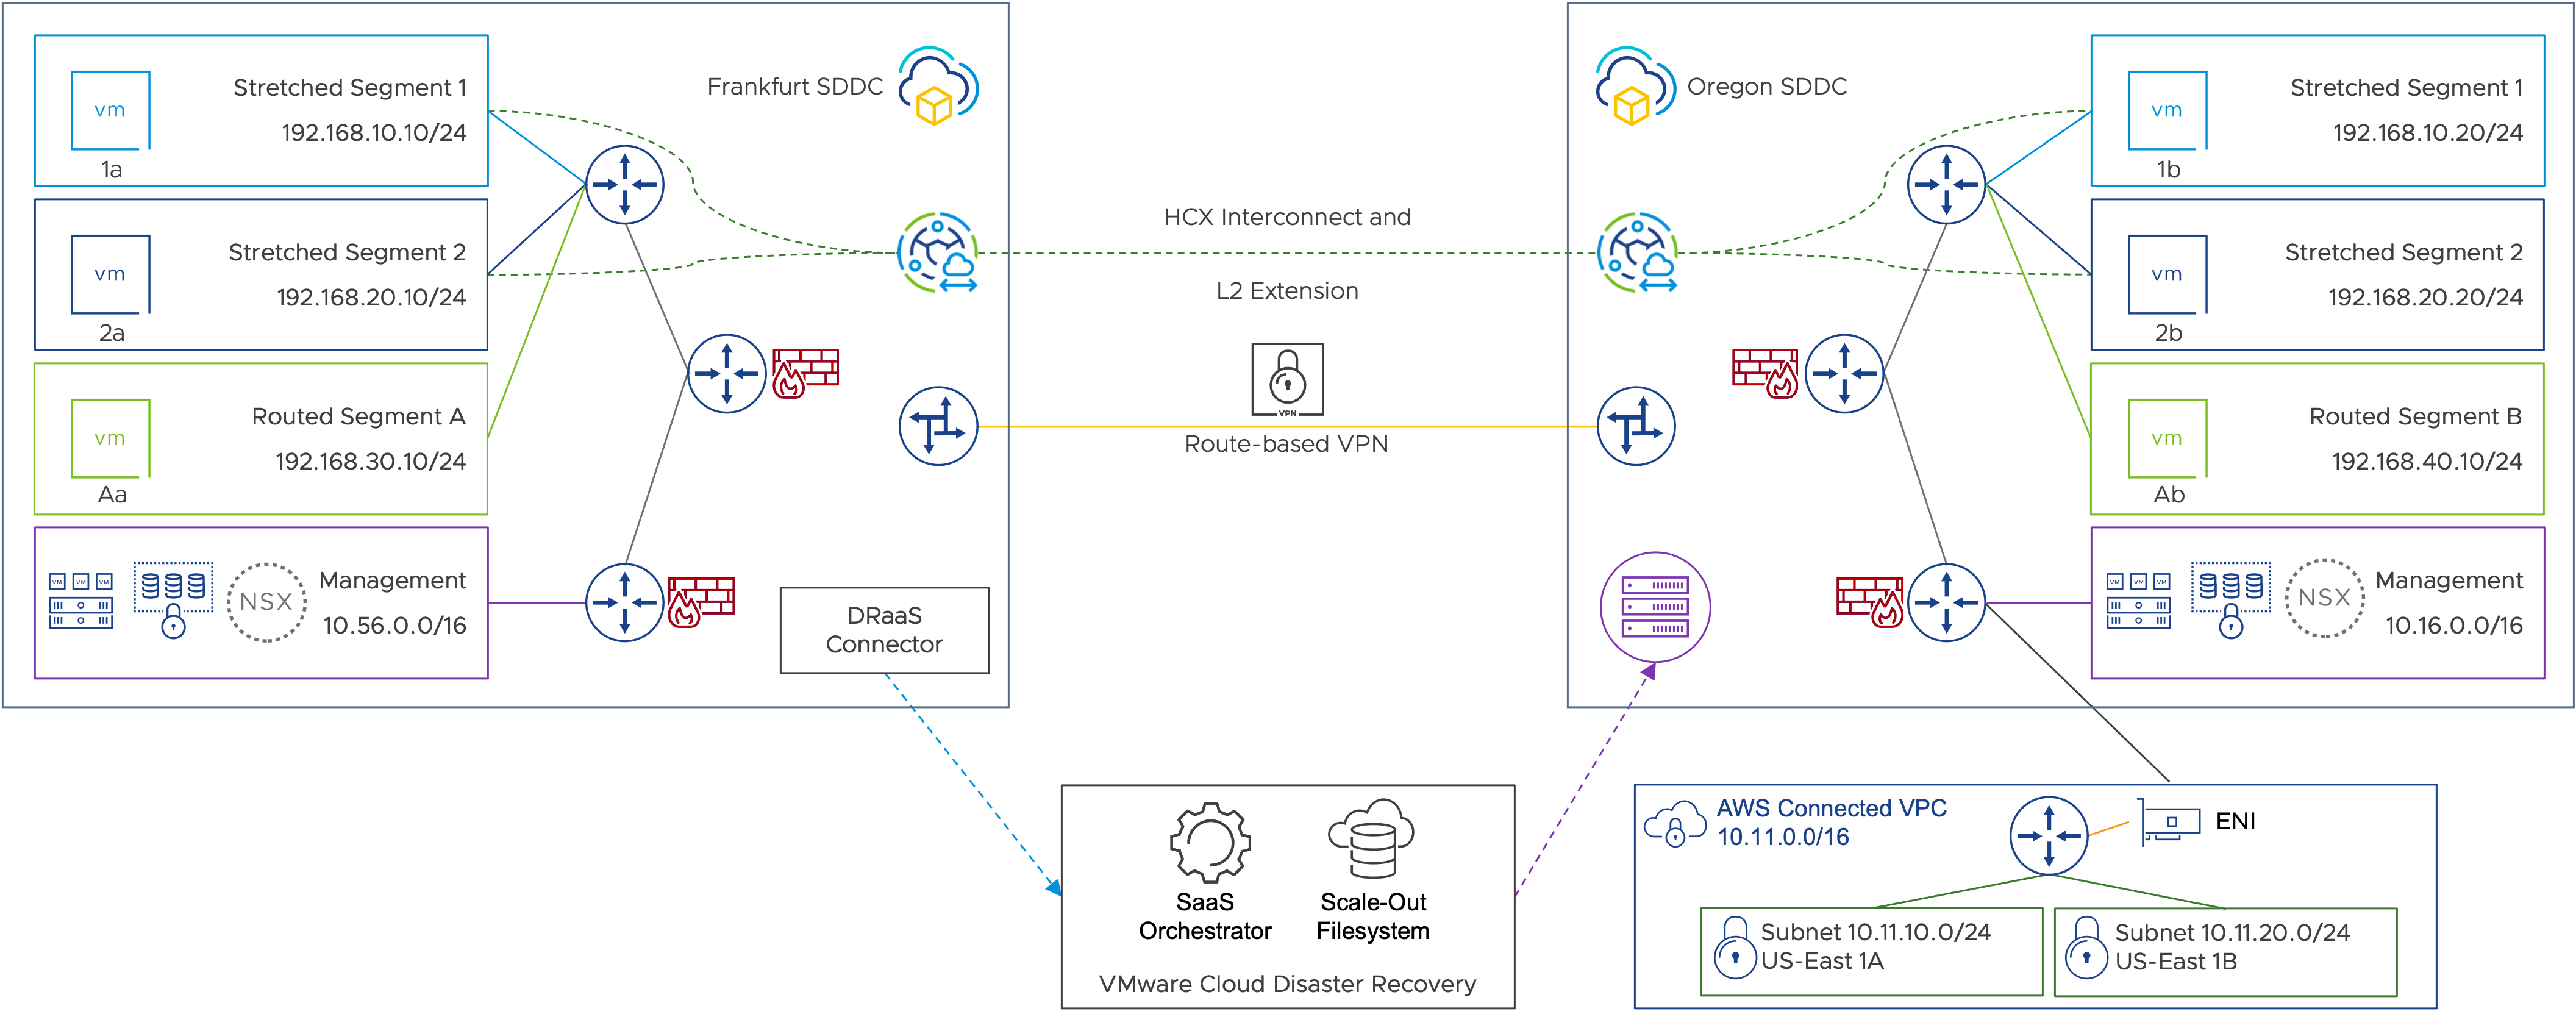 Stretched Segment 1
vm
192.168.10.10/24
1a
Stretched Segment 2
vm
192.168.20.10/24
2a
Routed Segment A
vm
192.168.30.10/24
Aa
VM VM VM
NSX
Management
10.56.0.0/16
Frankfurt SDDC
DRaaS
Connector
HCX Interconnect and
L2 Extension
VPN
Route-based VPN
Oregon SDDC
Stretched Segment 1
vm
192.168.10.20/24
1b
Stretched Segment 2
vm
192.168.20.20/24
2b
Routed Segment B
vm
192.168.40.10/24
Ab
VM VM VM
NSX
Management
10.16.0.0/16
SaaS
Orchestrator
Scale-Out
Filesystem
VMware Cloud Disaster Recovery
AWS Connected VPC
10.11.0.0/16
ENI
Subnet 10.11.10.0/24
US-East 1A
Subnet 10.11.20.0/24
US-East 1B